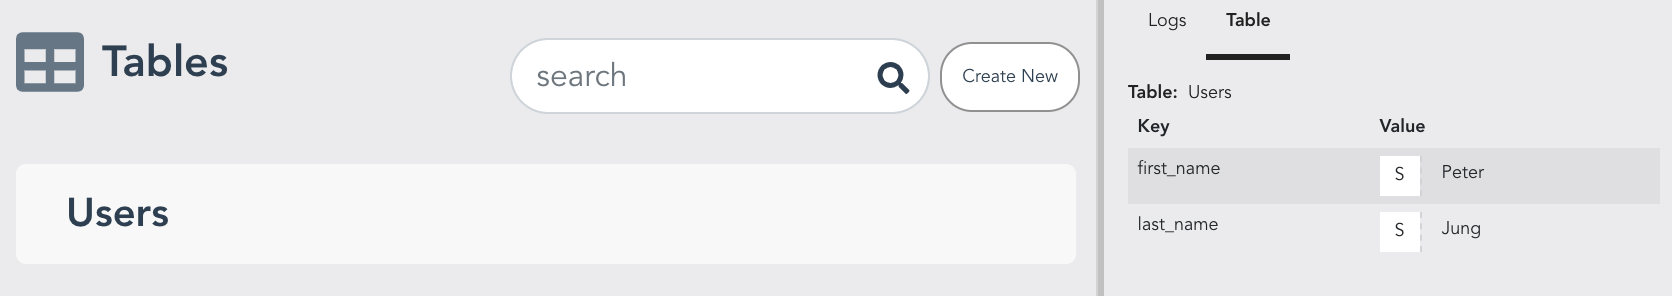 Tables
search
Create New
Users
Logs Table
Table: Users
Key Value
first_name S Peter
last_name S Jung